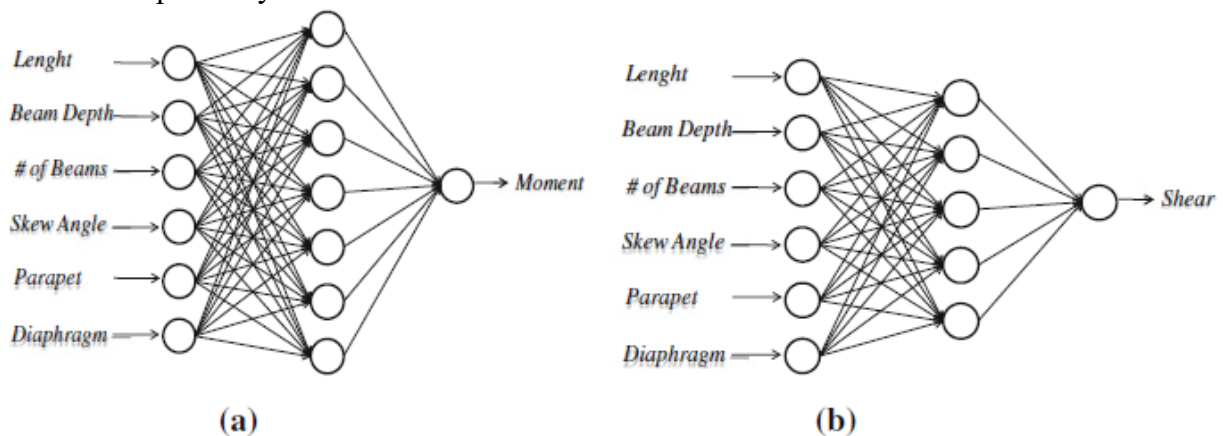 Lenght
Beam Depth
# of Beams
Skew Angle
Parapet
Diaphragm
Moment
(a)
Lenght
Beam Depth
# of Beams
Skew Angle
Parapet
Diaphragm
Shear
(b)